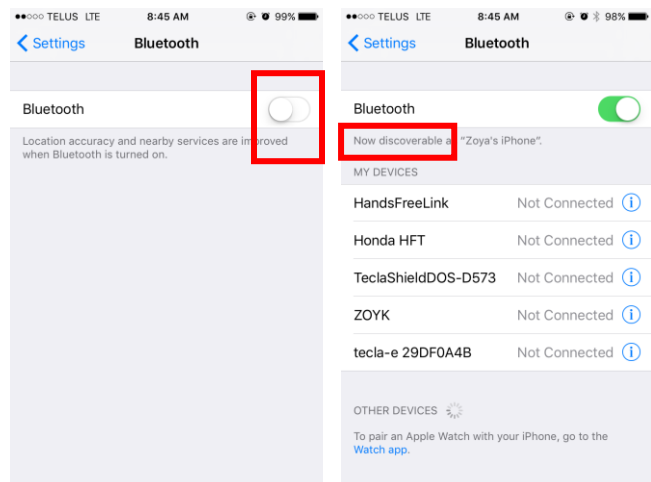 TELUS LTE 8:45 AM 99%
Settings Bluetooth
Bluetooth
Location accuracy and nearby services are improved
when Bluetooth is turned on.
TELUS LTE 8:45 AM 98%
Settings Bluetooth
Bluetooth
Now discoverable as "Zoya's iPhone".
MY DEVICES
HandsFreeLink Not Connected
Honda HFT Not Connected
TeclaShieldDOS-D573 Not Connected
ZOYK Not Connected
tecla-e 29DF0A4B Not Connected
OTHER DEVICES
To pair an Apple Watch with your iPhone, go to the
Watch app.